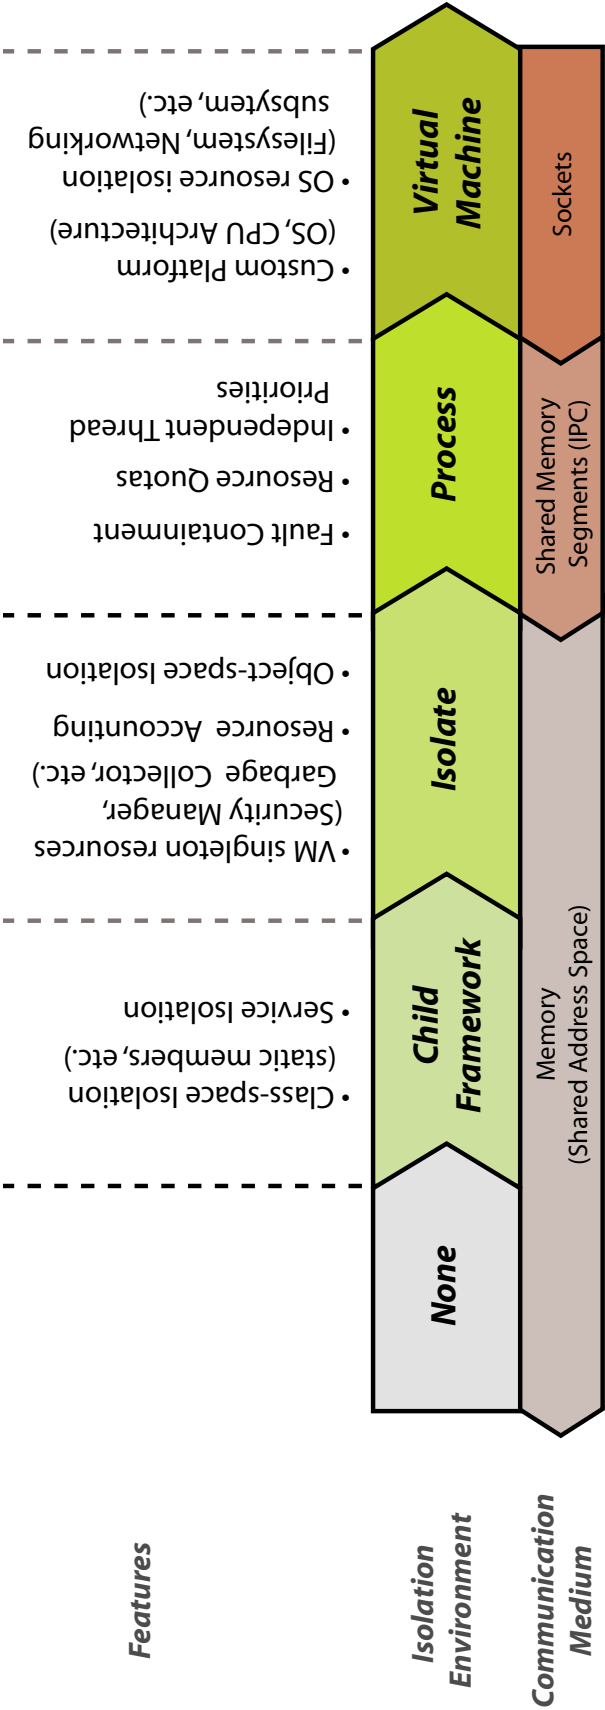 Features
• Class-space Isolation
(static members, etc.)
• Service Isolation
• VM singleton resources
(Security Manager,
Garbage Collector, etc.)
• Resource Accounting
• Object-space Isolation
• Fault Containment
• Resource Quotas
• Independent Thread
Priorities
• Custom Platform
(OS, CPU Architecture)
• OS resource isolation
(Filesystem, Networking
subsytem, etc.)
Isolation
Environment
None
Child
Framework
Isolate
Process
Virtual
Machine
Communication
Medium
Memory
(Shared Address Space)
Shared Memory
Segments (IPC)
Sockets